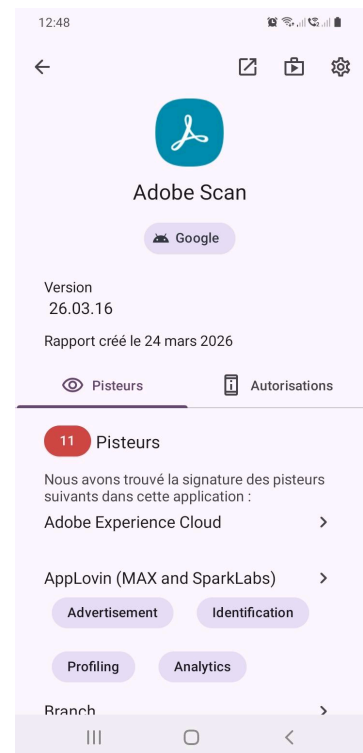 12:48
Adobe Scan
Google
Version
26.03.16
Rapport créé le 24 mars 2026
Pisteurs
Autorisations
11 Pisteurs
Nous avons trouvé la signature des pisteurs
suivants dans cette application :
Adobe Experience Cloud
AppLovin (MAX and SparkLabs)
Advertisement
Identification
Profiling
Analytics
Branch